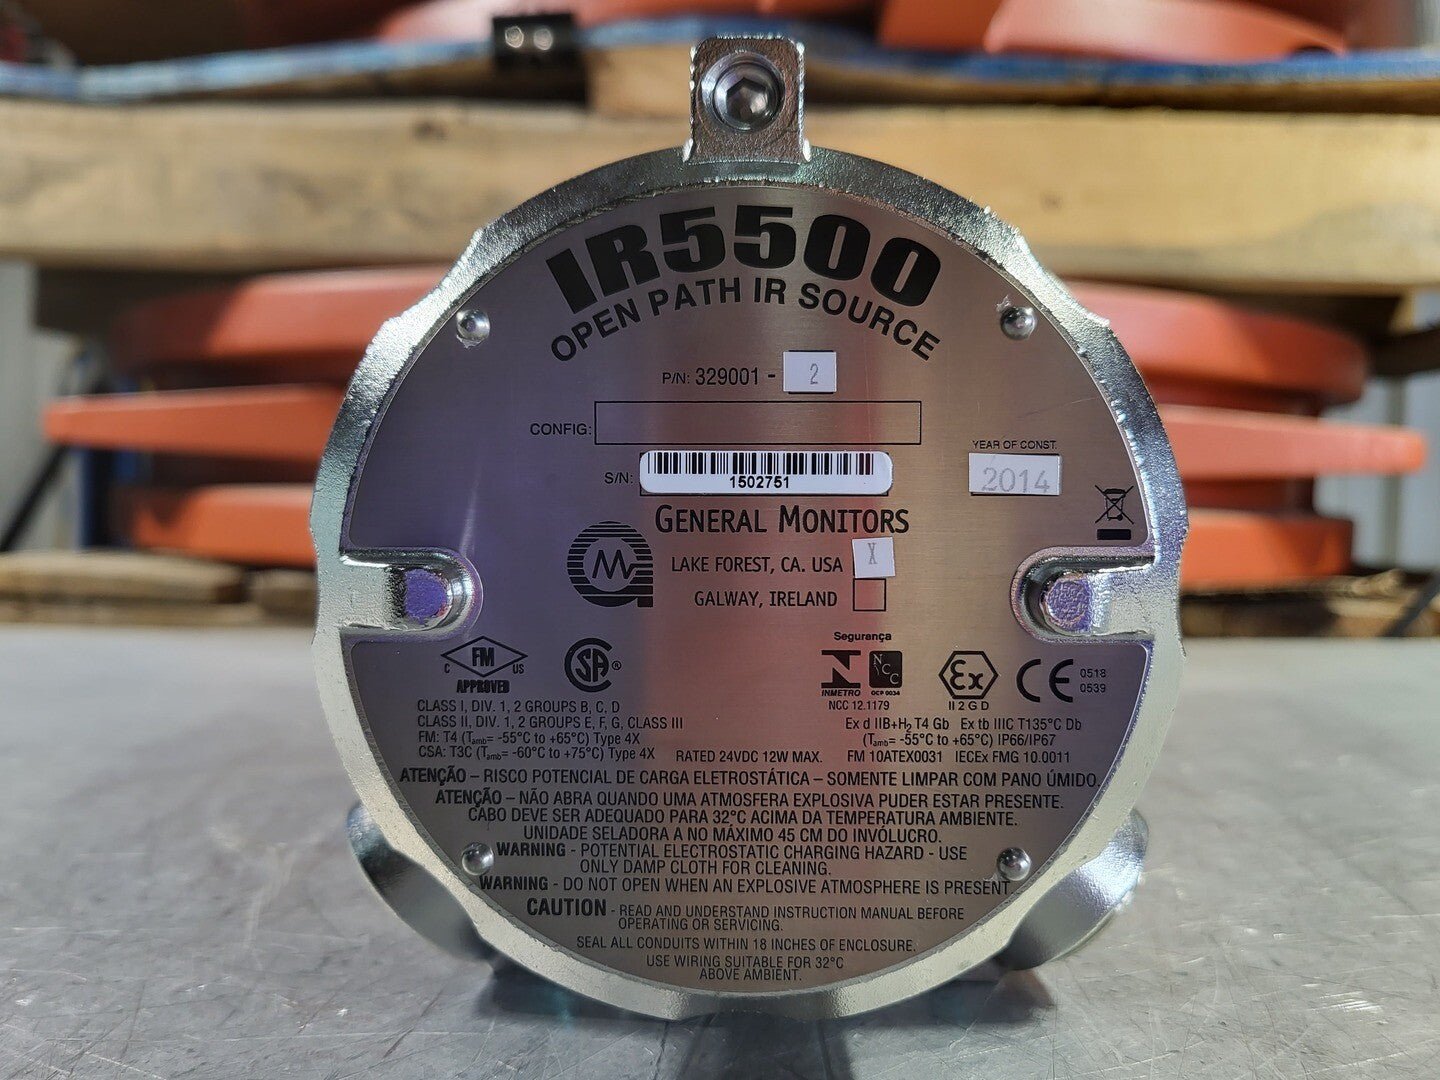 IR5500
OPEN PATH IR SOURCE
P/N: 329001 - 2
CONFIG:
S/N: 1502751
YEAR OF CONST.
2014
GENERAL MONITORS
LAKE FOREST, CA. USA X
GALWAY, IRELAND
C FM US
APPROVED
CSA®
Segurança
INMETRO
NCC
OCP 0034
NCC 12.1179
Ex
II 2 G D
CE 0518
0539
CLASS I, DIV. 1, 2 GROUPS B, C, D
CLASS II, DIV. 1, 2 GROUPS E, F, G, CLASS III
FM: T4 (Tamb= -55°C to +65°C) Type 4X
CSA: T3C (Tamb= -60°C to +75°C) Type 4X
RATED 24VDC 12W MAX.
Ex d IIB+H2 T4 Gb Ex tb IIIC T135°C Db
(Tamb= -55°C to +65°C) IP66/IP67
FM 10ATEX0031 IECEx FMG 10.0011
ATENÇÃO – RISCO POTENCIAL DE CARGA ELETROSTÁTICA – SOMENTE LIMPAR COM PANO ÚMIDO.
ATENÇÃO – NÃO ABRA QUANDO UMA ATMOSFERA EXPLOSIVA PUDER ESTAR PRESENTE.
CABO DEVE SER ADEQUADO PARA 32°C ACIMA DA TEMPERATURA AMBIENTE.
UNIDADE SELADORA A NO MÁXIMO 45 CM DO INVÓLUCRO.
WARNING - POTENTIAL ELECTROSTATIC CHARGING HAZARD - USE
ONLY DAMP CLOTH FOR CLEANING.
WARNING - DO NOT OPEN WHEN AN EXPLOSIVE ATMOSPHERE IS PRESENT.
CAUTION - READ AND UNDERSTAND INSTRUCTION MANUAL BEFORE
OPERATING OR SERVICING.
SEAL ALL CONDUITS WITHIN 18 INCHES OF ENCLOSURE.
USE WIRING SUITABLE FOR 32°C
ABOVE AMBIENT.